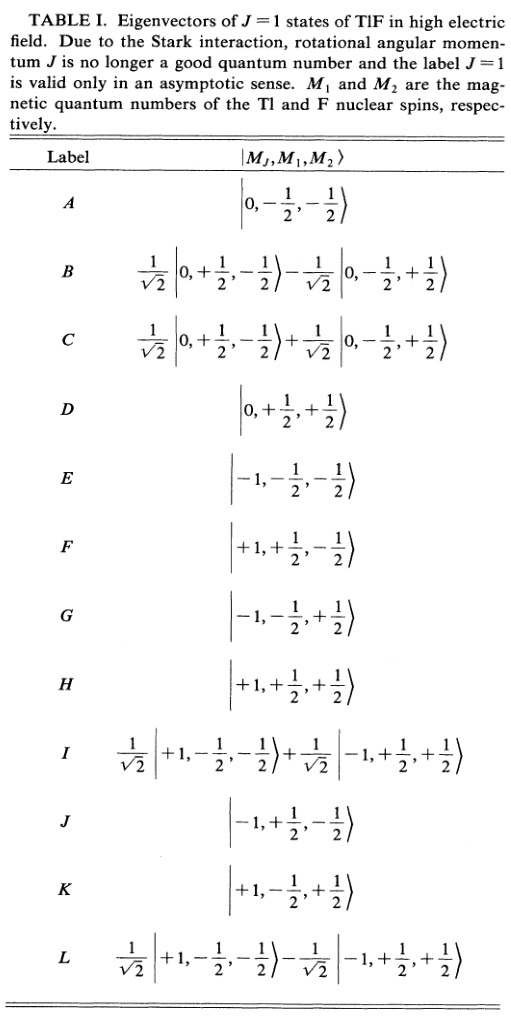 TABLE I. Eigenvectors of J = 1 states of TlF in high electric
field. Due to the Stark interaction, rotational angular momen-
tum J is no longer a good quantum number and the label J = 1
is valid only in an asymptotic sense. M₁ and M₂ are the mag-
netic quantum numbers of the Tl and F nuclear spins, respec-
tively.
Label |M_J, M₁, M₂⟩
A |0, −1/2, −1/2⟩
B 1/√2 |0, +1/2, −1/2⟩ − 1/√2 |0, −1/2, +1/2⟩
C 1/√2 |0, +1/2, −1/2⟩ + 1/√2 |0, −1/2, +1/2⟩
D |0, +1/2, +1/2⟩
E |−1, −1/2, −1/2⟩
F |+1, +1/2, −1/2⟩
G |−1, −1/2, +1/2⟩
H |+1, +1/2, +1/2⟩
I 1/√2 |+1, −1/2, −1/2⟩ + 1/√2 |−1, +1/2, +1/2⟩
J |−1, +1/2, −1/2⟩
K |+1, −1/2, +1/2⟩
L 1/√2 |+1, −1/2, −1/2⟩ − 1/√2 |−1, +1/2, +1/2⟩